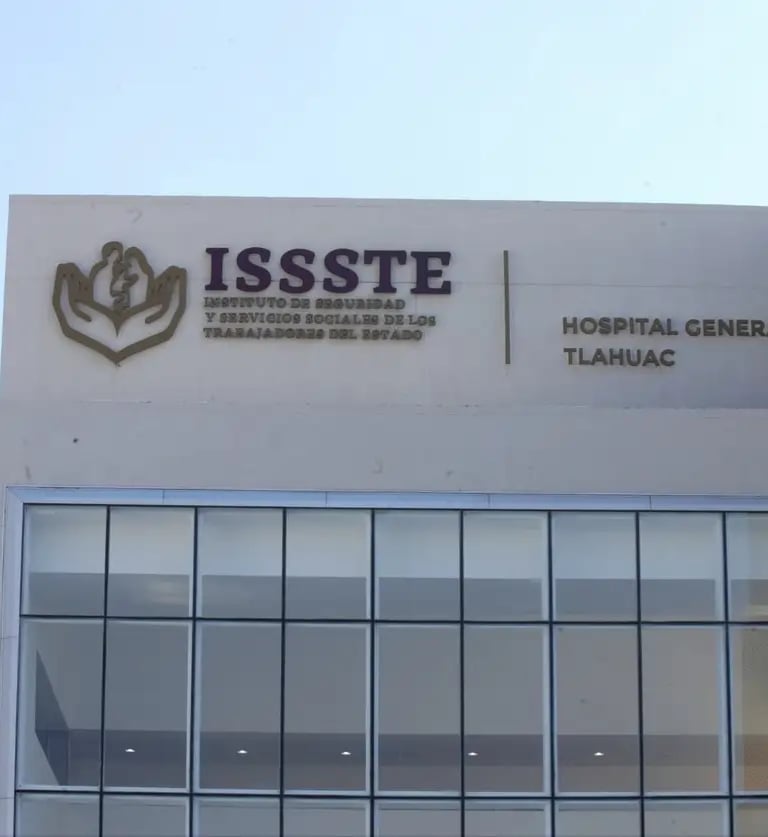 ISSSTE
INSTITUTO DE SEGURIDAD
Y SERVICIOS SOCIALES DE LOS
TRABAJADORES DEL ESTADO
HOSPITAL GENERA
TLAHUAC